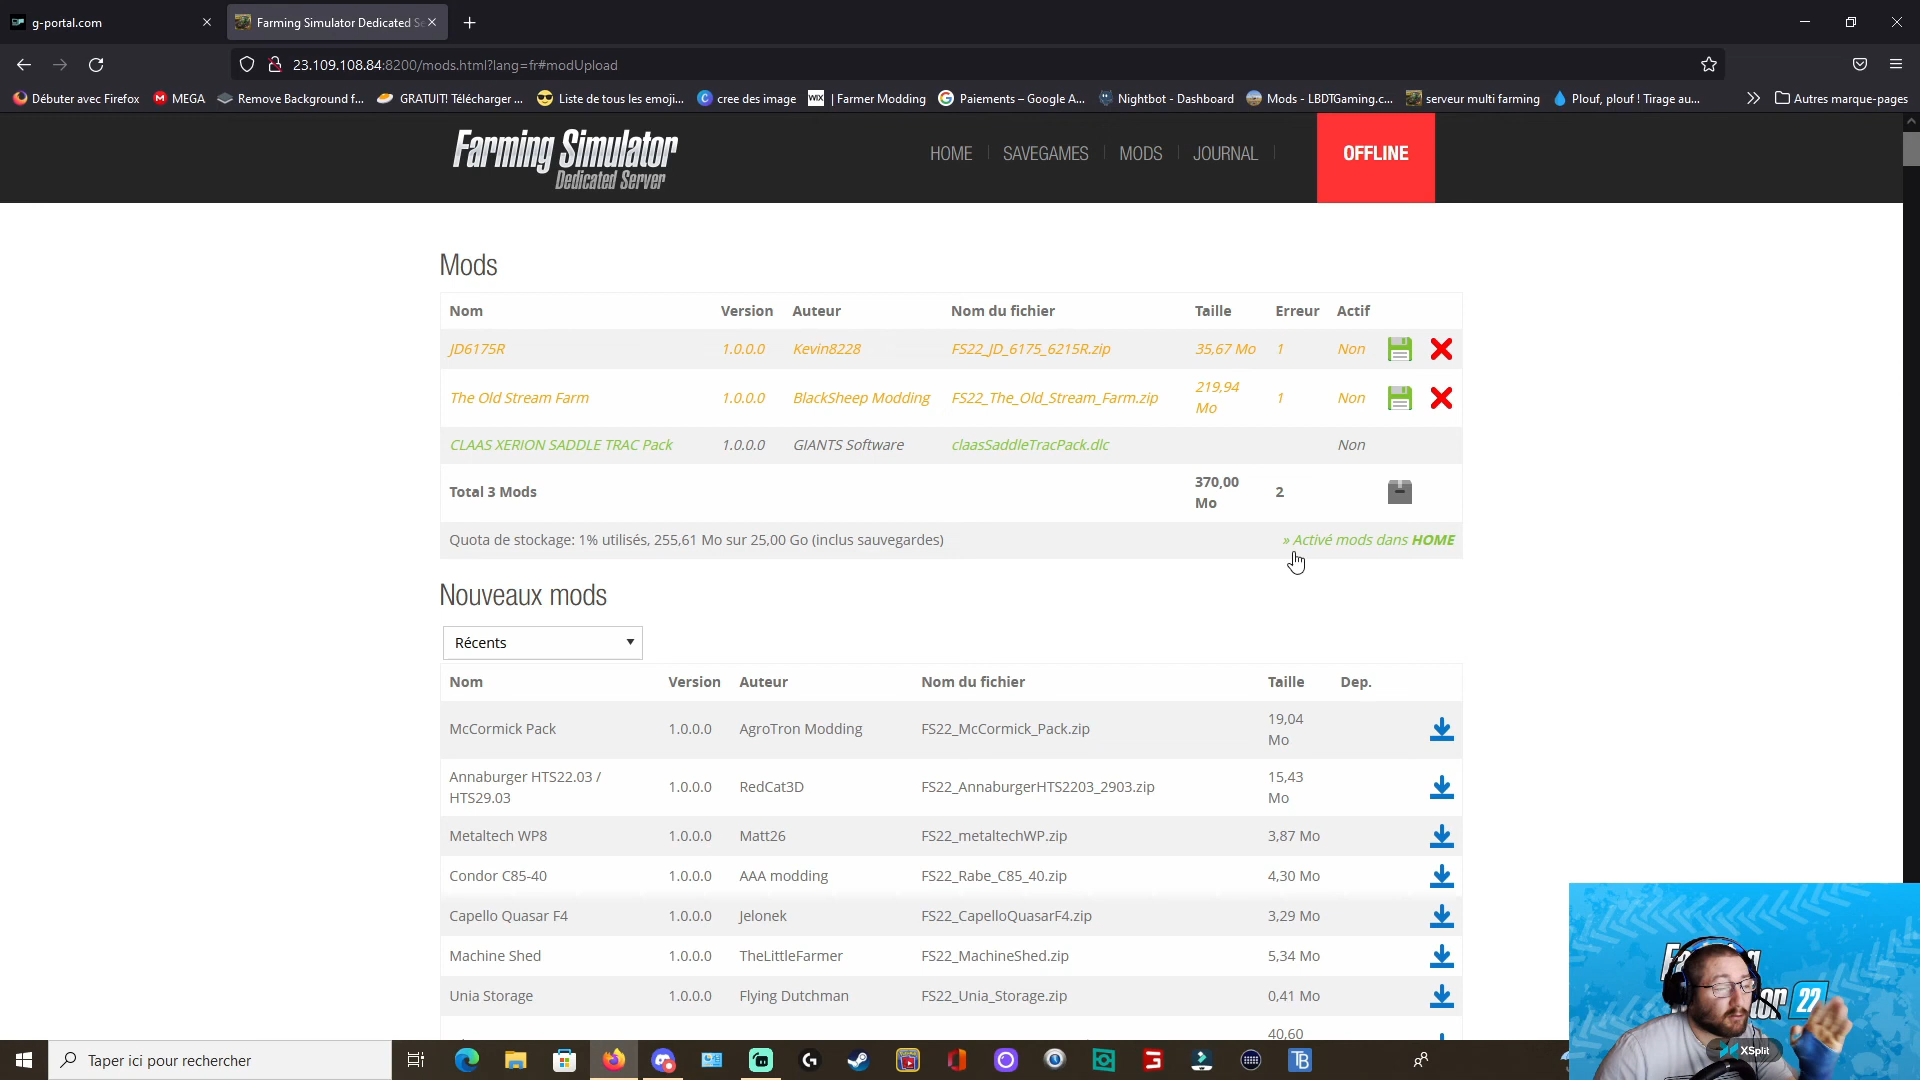 g-portal.com
Farming Simulator Dedicated Se
23.109.108.84:8200/mods.html?lang=fr#modUpload
Débuter avec Firefox
MEGA
Remove Background f...
GRATUIT! Télécharger ...
Liste de tous les emoji...
cree des image
WIX | Farmer Modding
Paiements – Google A...
Nightbot - Dashboard
Mods - LBDTGaming.c...
serveur multi farming
Plouf, plouf ! Tirage au...
Autres marque-pages
Farming Simulator
Dedicated Server
HOME
SAVEGAMES
MODS
JOURNAL
OFFLINE
Mods
Nom Version Auteur Nom du fichier Taille Erreur Actif
JD6175R 1.0.0.0 Kevin8228 FS22_JD_6175_6215R.zip 35,67 Mo 1 Non
The Old Stream Farm 1.0.0.0 BlackSheep Modding FS22_The_Old_Stream_Farm.zip 219,94 Mo 1 Non
CLAAS XERION SADDLE TRAC Pack 1.0.0.0 GIANTS Software claasSaddleTracPack.dlc Non
Total 3 Mods 370,00 Mo 2
Quota de stockage: 1% utilisés, 255,61 Mo sur 25,00 Go (inclus sauvegardes) » Activé mods dans HOME
Nouveaux mods
Récents
Nom Version Auteur Nom du fichier Taille Dep.
McCormick Pack 1.0.0.0 AgroTron Modding FS22_McCormick_Pack.zip 19,04 Mo
Annaburger HTS22.03 / HTS29.03 1.0.0.0 RedCat3D FS22_AnnaburgerHTS2203_2903.zip 15,43 Mo
Metaltech WP8 1.0.0.0 Matt26 FS22_metaltechWP.zip 3,87 Mo
Condor C85-40 1.0.0.0 AAA modding FS22_Rabe_C85_40.zip 4,30 Mo
Capello Quasar F4 1.0.0.0 Jelonek FS22_CapelloQuasarF4.zip 3,29 Mo
Machine Shed 1.0.0.0 TheLittleFarmer FS22_MachineShed.zip 5,34 Mo
Unia Storage 1.0.0.0 Flying Dutchman FS22_Unia_Storage.zip 0,41 Mo
40,60
22
XSplit
Taper ici pour rechercher
TB